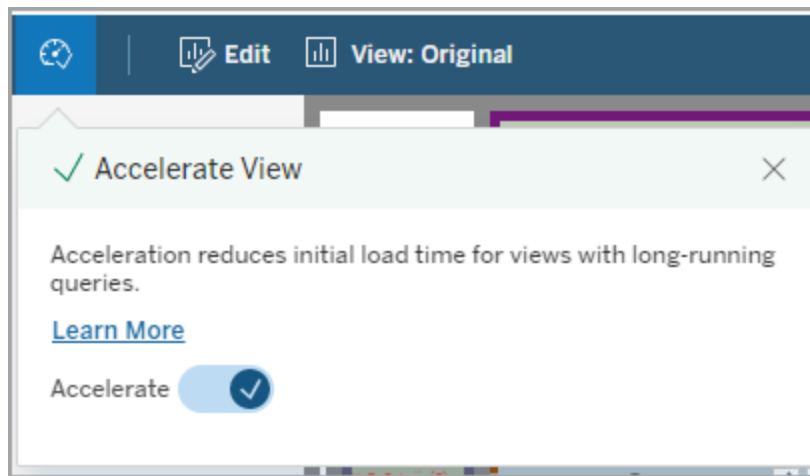 Edit View: Original
Accelerate View
Acceleration reduces initial load time for views with long-running
queries.
Learn More
Accelerate